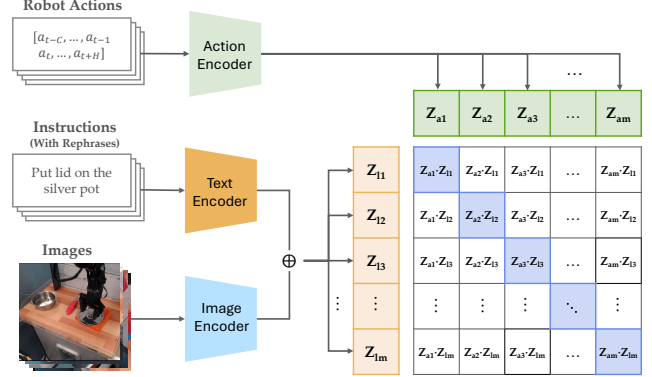 Robot Actions
[a_{t-C}, ..., a_{t-1}
a_t, ..., a_{t+H}]
Action
Encoder
...
Z_{a1} Z_{a2} Z_{a3} ... Z_{am}
Instructions
(With Rephrases)
Put lid on the
silver pot
Text
Encoder
Images
Image
Encoder
⊕
Z_{l1} Z_{a1}·Z_{l1} Z_{a2}·Z_{l1} Z_{a3}·Z_{l1} ... Z_{am}·Z_{l1}
Z_{l2} Z_{a1}·Z_{l2} Z_{a2}·Z_{l2} Z_{a3}·Z_{l2} ... Z_{am}·Z_{l2}
Z_{l3} Z_{a1}·Z_{l3} Z_{a2}·Z_{l3} Z_{a3}·Z_{l3} ... Z_{am}·Z_{l3}
⋮ ⋮ ⋮ ⋮ ⋮ ⋱ ⋮
Z_{lm} Z_{a1}·Z_{lm} Z_{a2}·Z_{lm} Z_{a3}·Z_{lm} ... Z_{am}·Z_{lm}